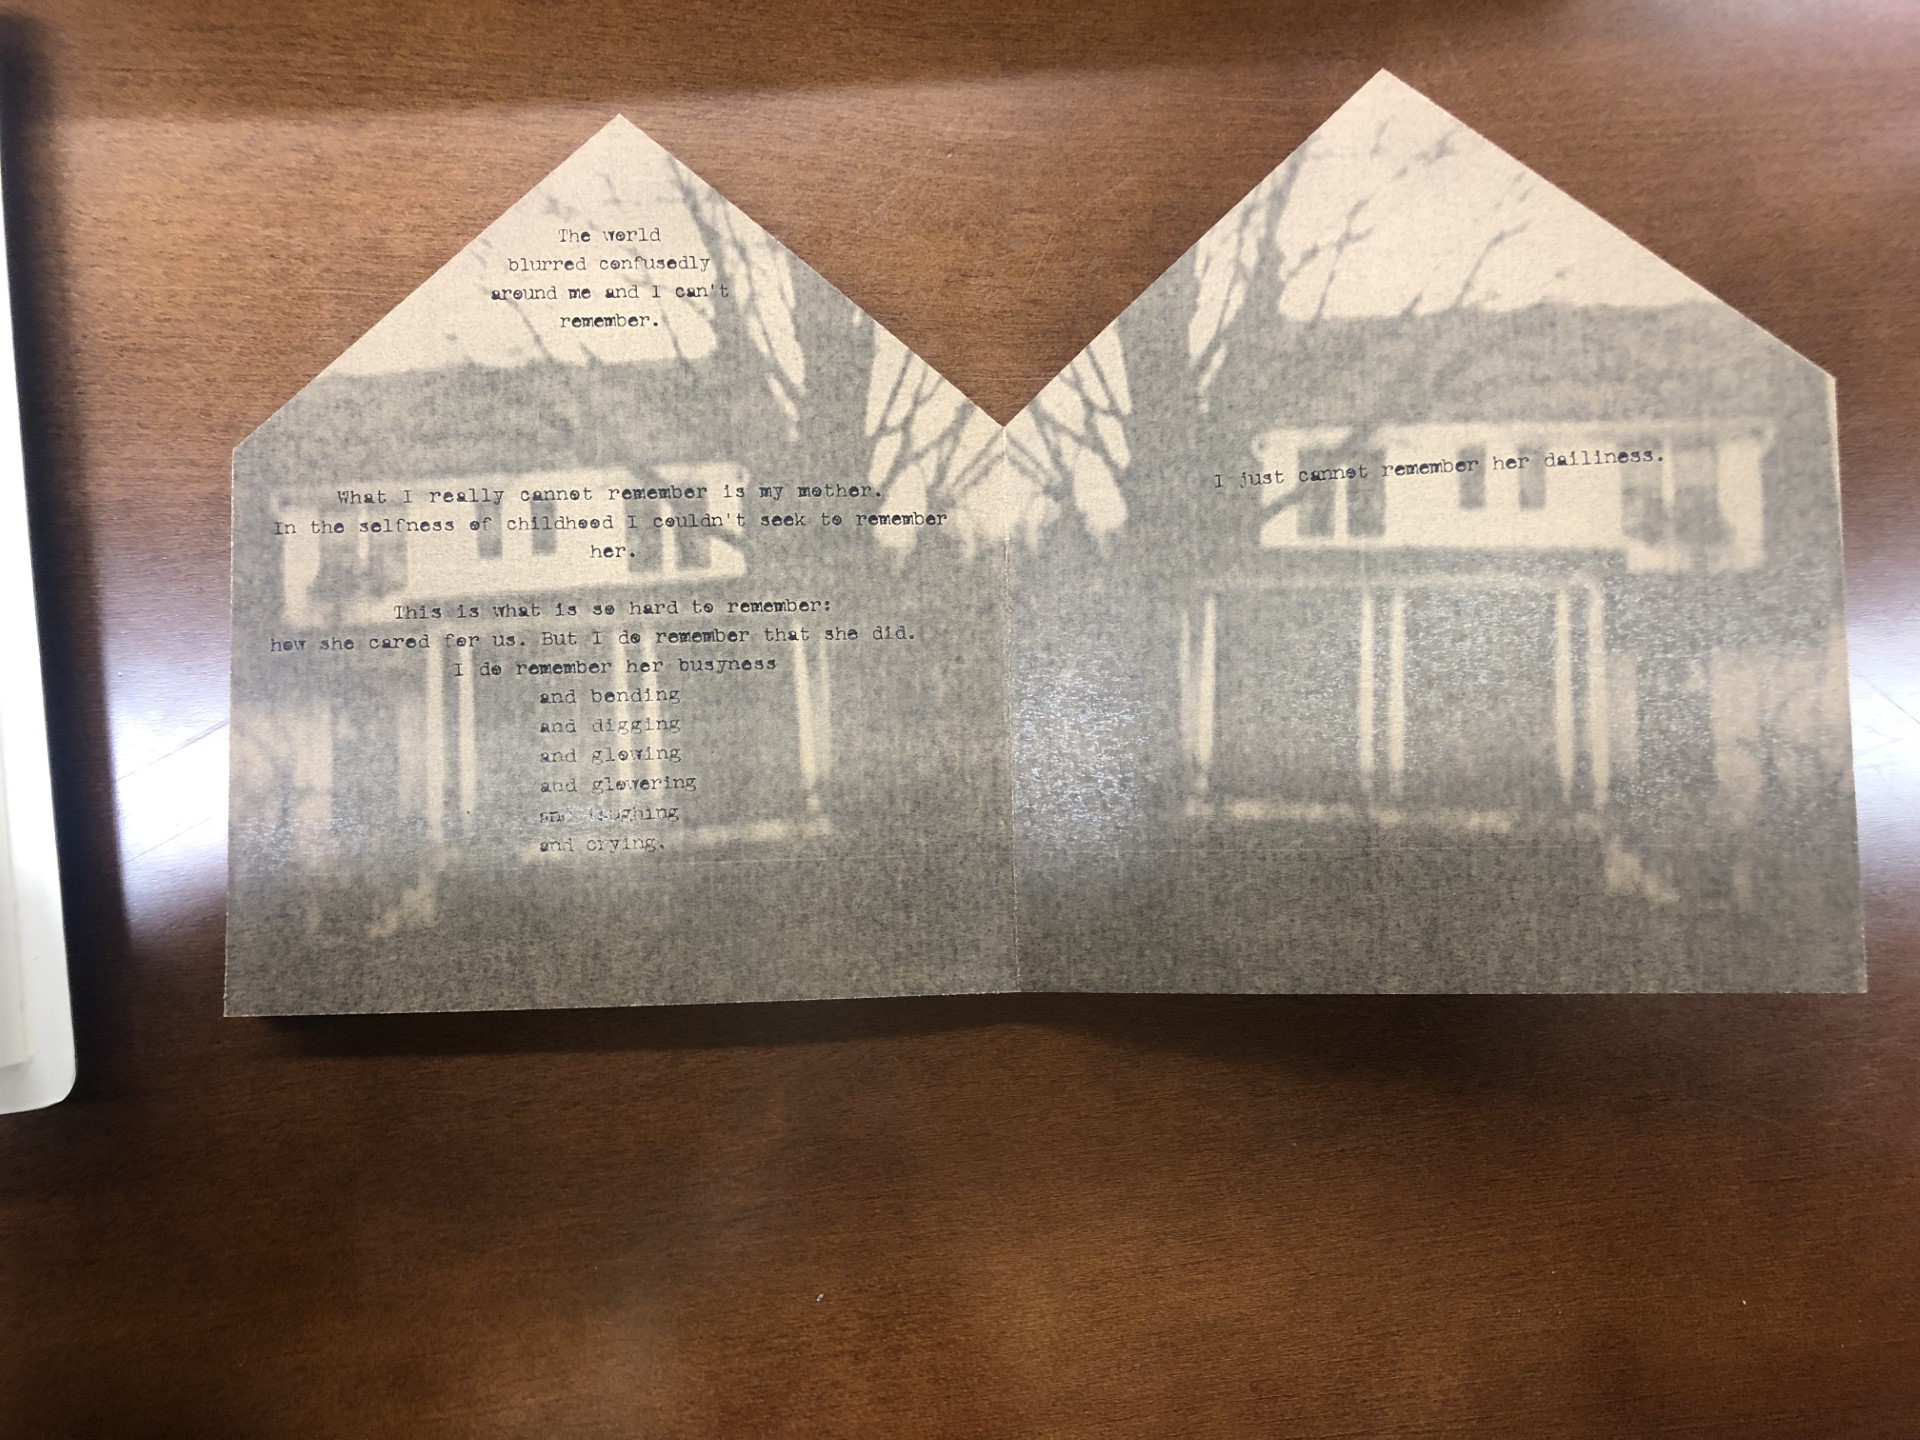 The world
blurred confusedly
around me and I can't
remember.
What I really cannot remember is my mother.
In the selfness of childhood I couldn't seek to remember
her.
This is what is so hard to remember:
how she cared for us. But I do remember that she did.
I do remember her busyness
and bending
and digging
and glowing
and glowering
and laughing
and crying.
I just cannot remember her dailiness.